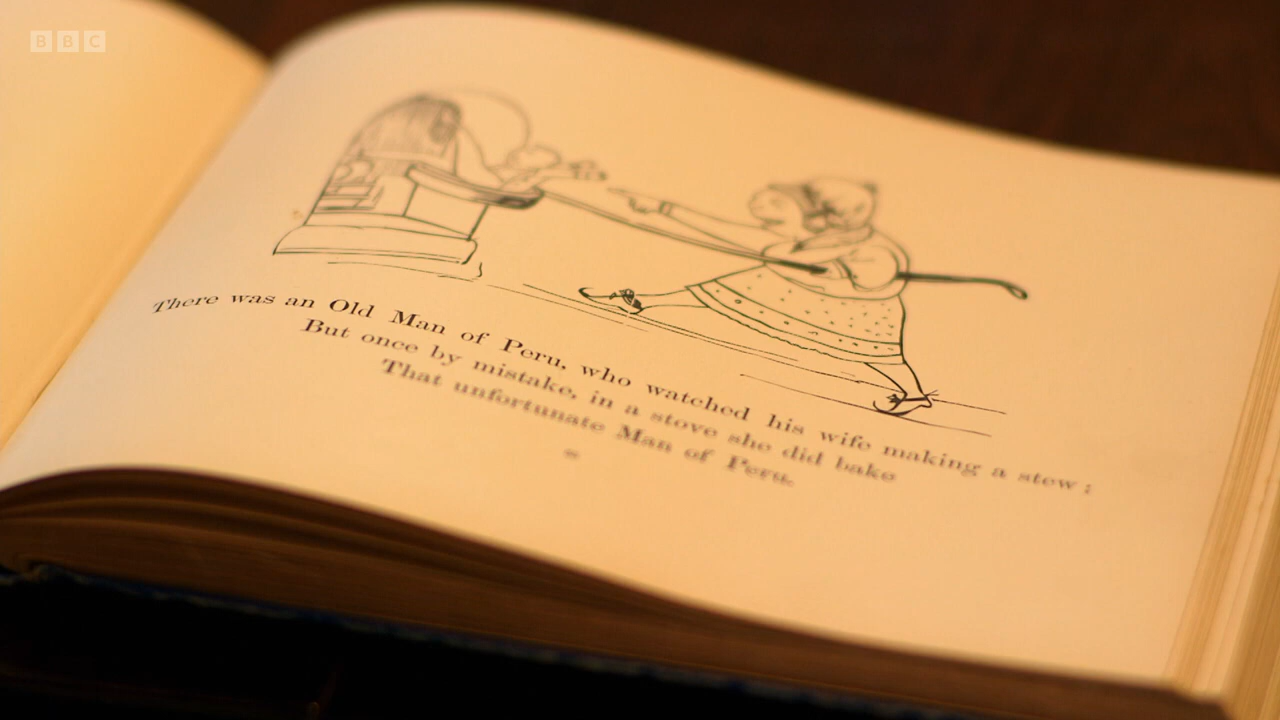 BBC
There was an Old Man of Peru, who watched his wife making a stew;
But once by mistake, in a stove she did bake
That unfortunate Man of Peru.